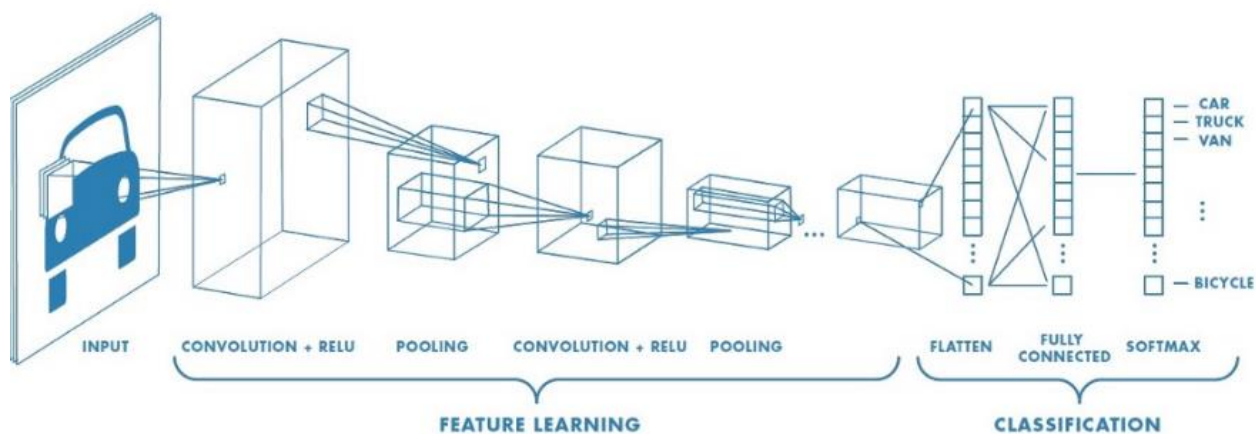 CAR
TRUCK
VAN
BICYCLE
INPUT
CONVOLUTION + RELU
POOLING
CONVOLUTION + RELU
POOLING
FLATTEN
FULLY
CONNECTED
SOFTMAX
FEATURE LEARNING
CLASSIFICATION